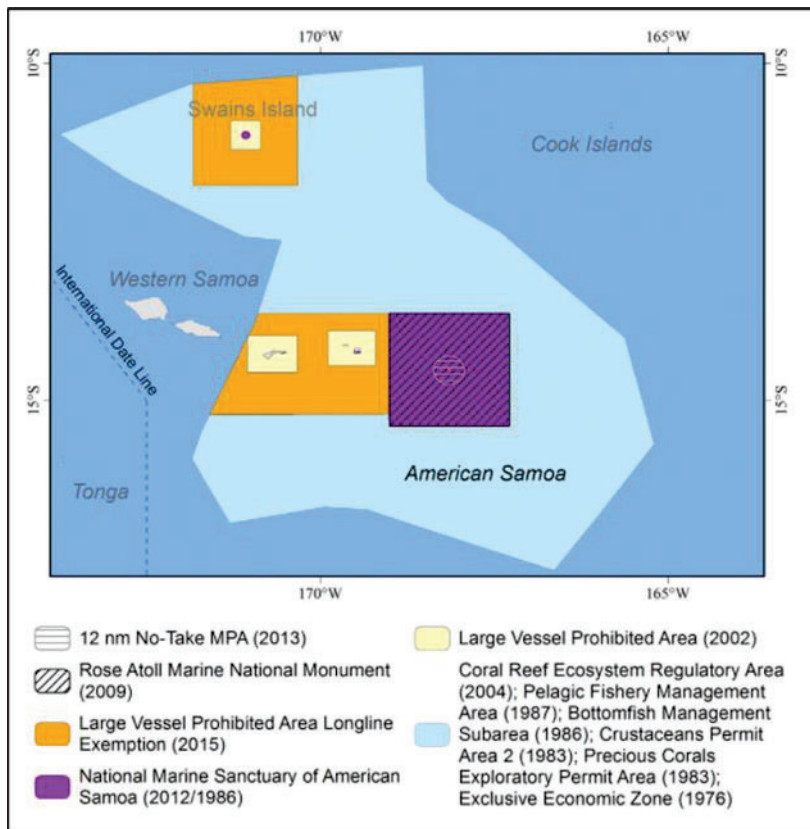 170°W
165°W
10°S
10°S
Swains Island
Cook Islands
Western Samoa
International Date Line
15°S
15°S
American Samoa
Tonga
170°W
165°W
12 nm No-Take MPA (2013)
Rose Atoll Marine National Monument
(2009)
Large Vessel Prohibited Area Longline
Exemption (2015)
National Marine Sanctuary of American
Samoa (2012/1986)
Large Vessel Prohibited Area (2002)
Coral Reef Ecosystem Regulatory Area
(2004); Pelagic Fishery Management
Area (1987); Bottomfish Management
Subarea (1986); Crustaceans Permit
Area 2 (1983); Precious Corals
Exploratory Permit Area (1983);
Exclusive Economic Zone (1976)